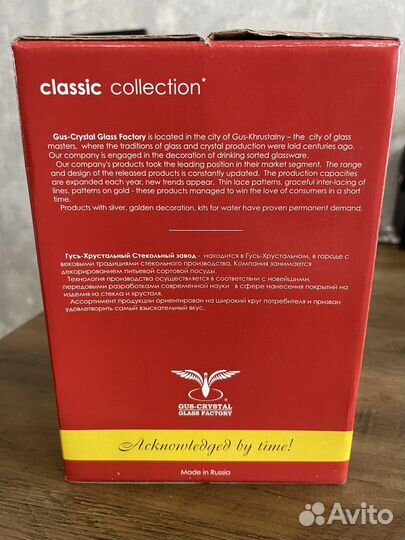 classic collection*
Gus-Crystal Glass Factory is located in the city of Gus-Khrustalny – the city of glass
masters, where the traditions of glass and crystal production were laid centuries ago.
Our company is engaged in the decoration of drinking sorted glassware.
Our company's products took the leading position in their market segment. The range
and design of the released products is constantly updated. The production capacities
are expanded each year, new trends appear. Thin lace patterns, graceful inter-lacing of
lines, patterns on gold - these products managed to win the love of consumers in a short
time.
Products with silver, golden decoration, kits for water have proven permanent demand.
Гусь-Хрустальный Стекольный завод - находится в Гусь-Хрустальном, в городе с
вековыми традициями стекольного производства. Компания занимается
декорированием питьевой сортовой посуды.
Технология производства осуществляется в соответствии с новейшими,
передовыми разработками современной науки в сфере нанесения покрытий на
изделия из стекла и хрусталя.
Ассортимент продукции ориентирован на широкий круг потребителя и призван
удовлетворить самый взыскательный вкус.
GUS-CRYSTAL
GLASS FACTORY
Acknowledged by time!
Made in Russia
Avito